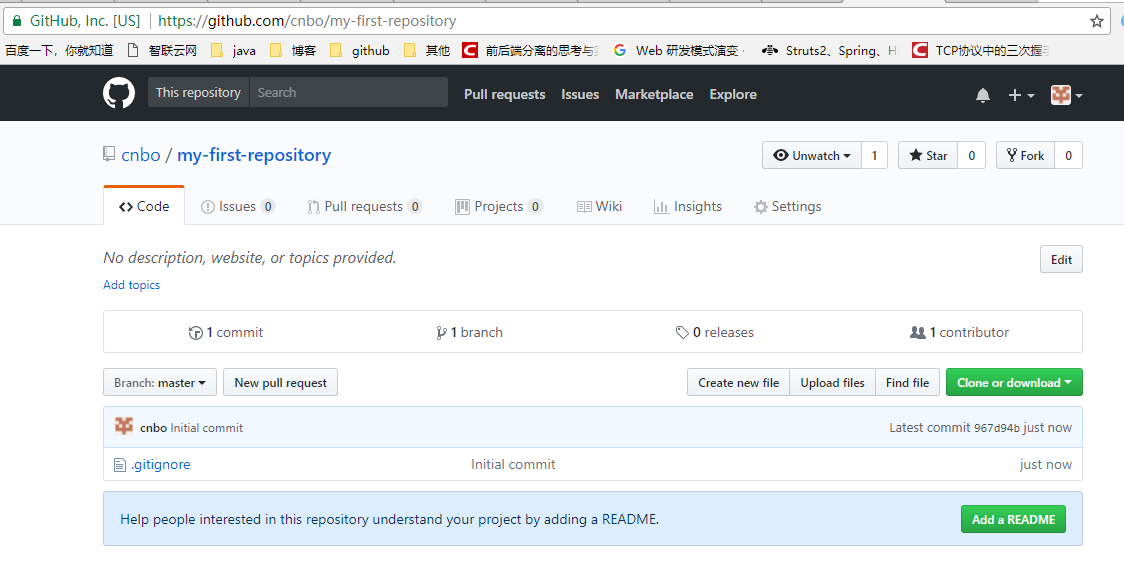 GitHub, Inc. [US] https://github.com/cnbo/my-first-repository
百度一下，你就知道 智联云网 java 博客 github 其他 前后端分离的思考与 Web 研发模式演变 · Struts2、Spring、H TCP协议中的三次握
This repository Search Pull requests Issues Marketplace Explore
cnbo / my-first-repository Unwatch 1 Star 0 Fork 0
Code Issues 0 Pull requests 0 Projects 0 Wiki Insights Settings
No description, website, or topics provided. Edit
Add topics
1 commit 1 branch 0 releases 1 contributor
Branch: master New pull request Create new file Upload files Find file Clone or download
cnbo Initial commit Latest commit 967d94b just now
.gitignore Initial commit just now
Help people interested in this repository understand your project by adding a README. Add a README